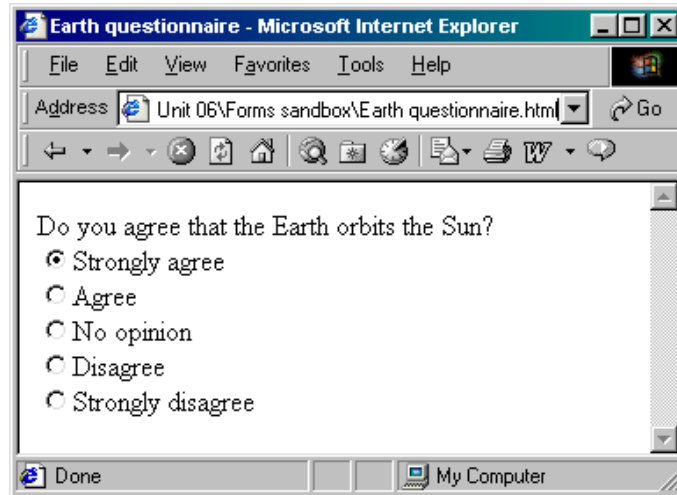 Earth questionnaire - Microsoft Internet Explorer
File Edit View Favorites Tools Help
Address Unit 06\Forms sandbox\Earth questionnaire.html Go
Do you agree that the Earth orbits the Sun?
Strongly agree
Agree
No opinion
Disagree
Strongly disagree
Done My Computer